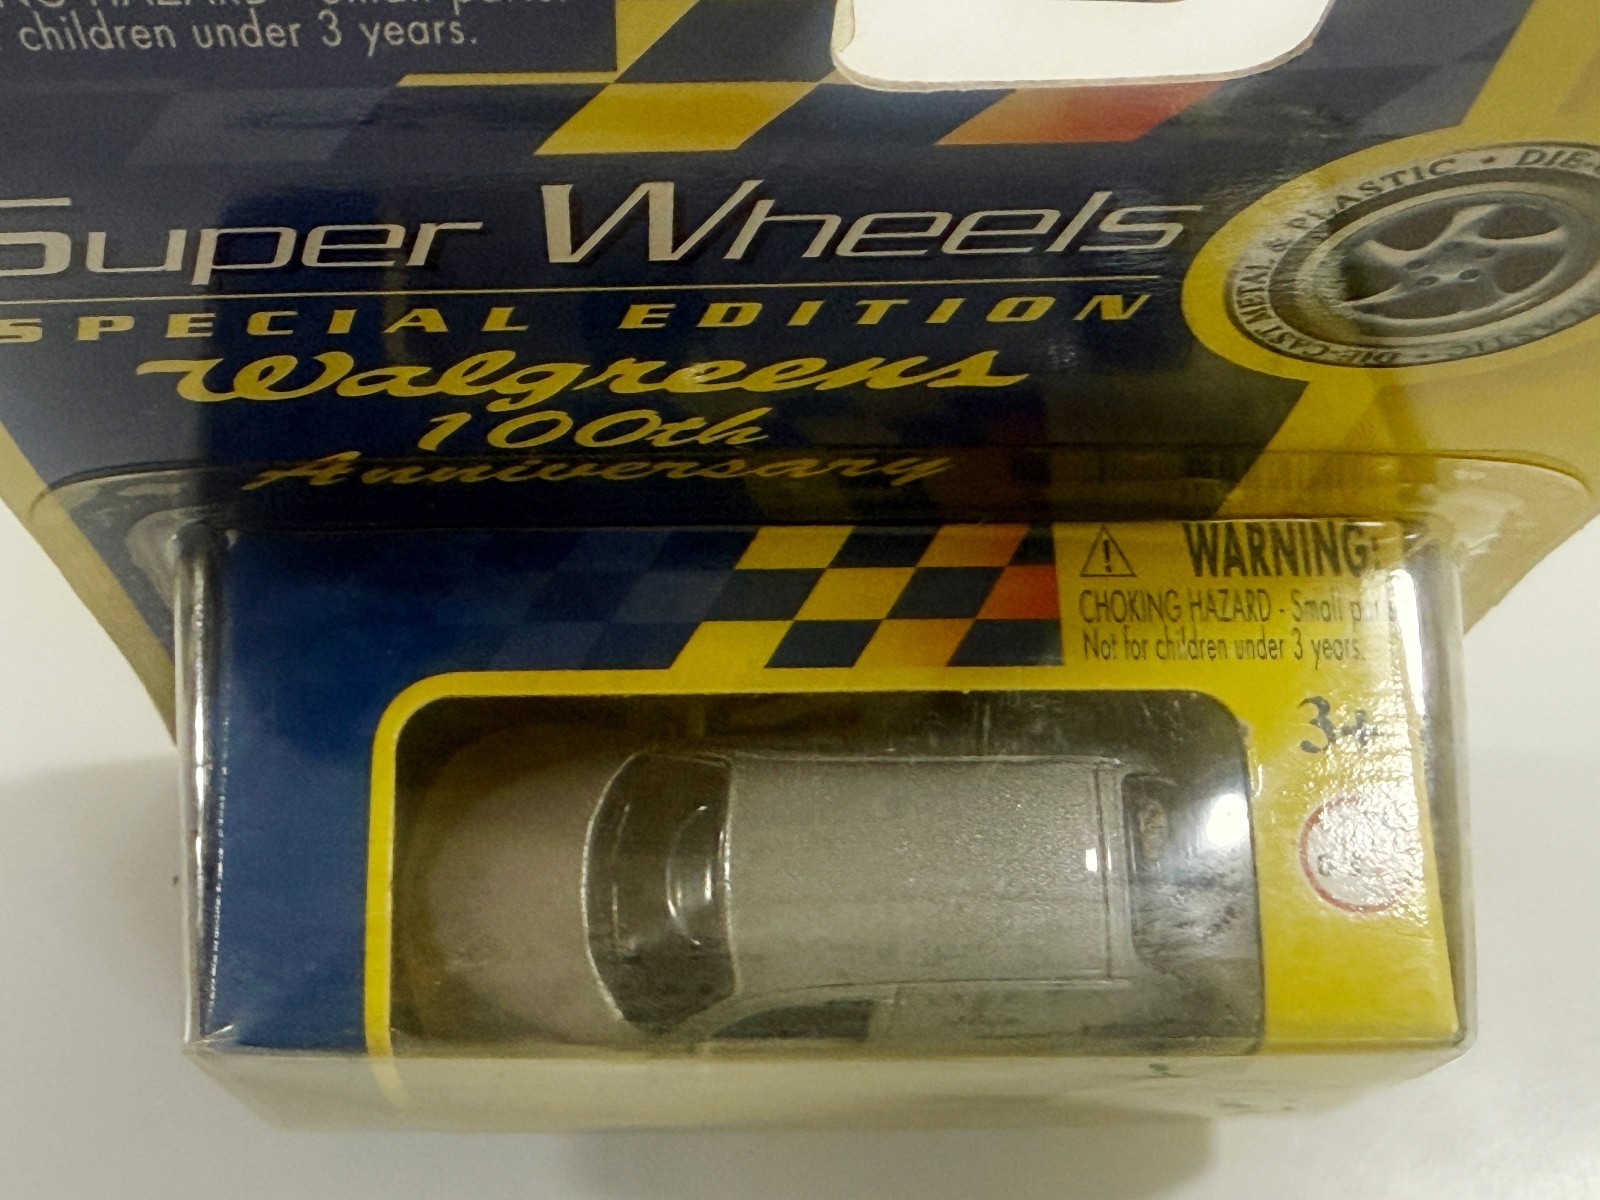 children under 3 years.
Super Wheels
SPECIAL EDITION
Walgreens
100th
Anniversary
DIE-CAST METAL & PLASTIC • DIE-
WARNING:
CHOKING HAZARD - Small parts
Not for children under 3 years.
3+